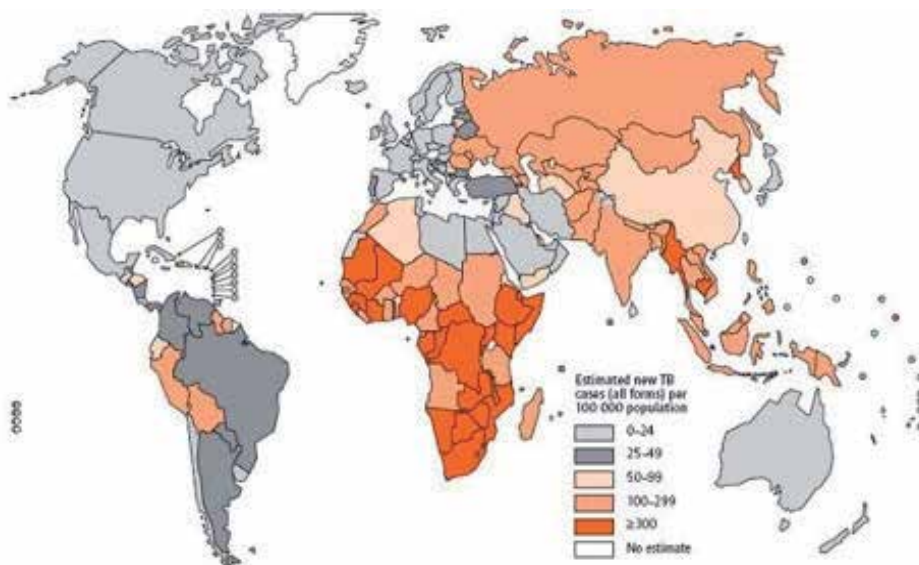 Estimated new TB
cases (all forms) per
100 000 population
0–24
25–49
50–99
100–299
≥300
No estimate